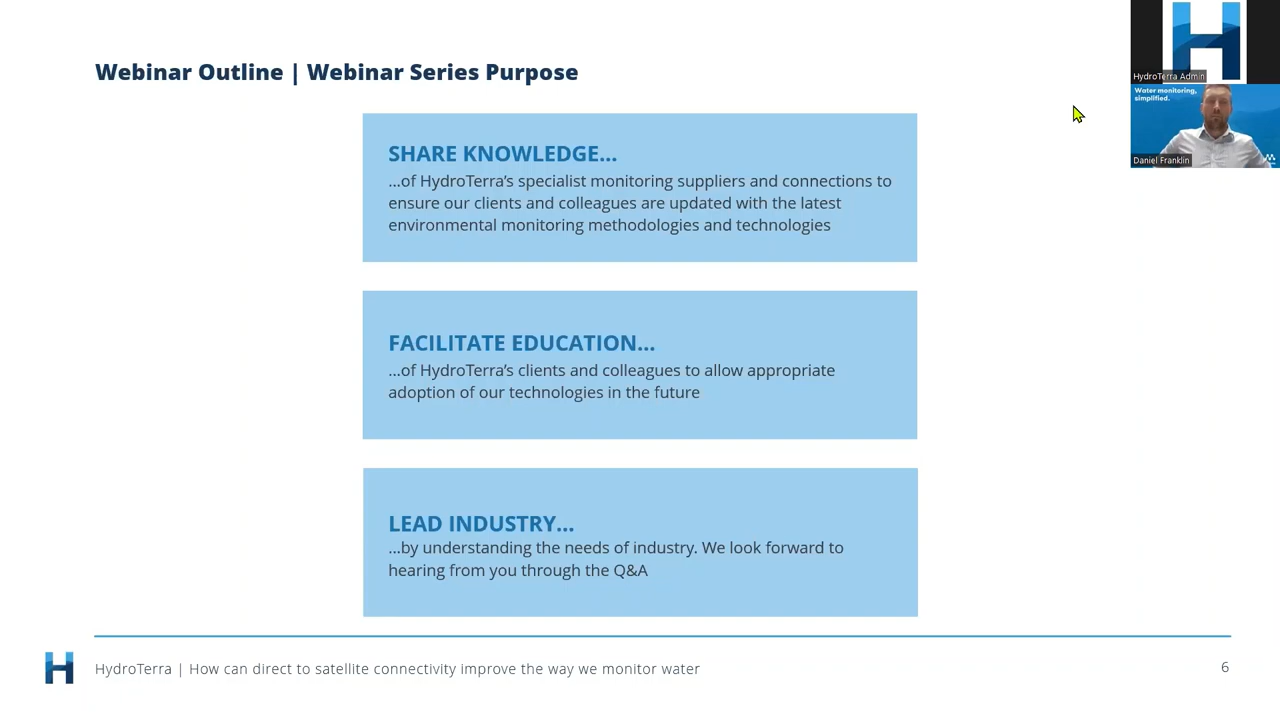 Webinar Outline | Webinar Series Purpose
SHARE KNOWLEDGE...
...of HydroTerra's specialist monitoring suppliers and connections to
ensure our clients and colleagues are updated with the latest
environmental monitoring methodologies and technologies
FACILITATE EDUCATION...
...of HydroTerra's clients and colleagues to allow appropriate
adoption of our technologies in the future
LEAD INDUSTRY...
...by understanding the needs of industry. We look forward to
hearing from you through the Q&A
HydroTerra | How can direct to satellite connectivity improve the way we monitor water
6
HydroTerra Admin
Water monitoring,
simplified.
Daniel Franklin